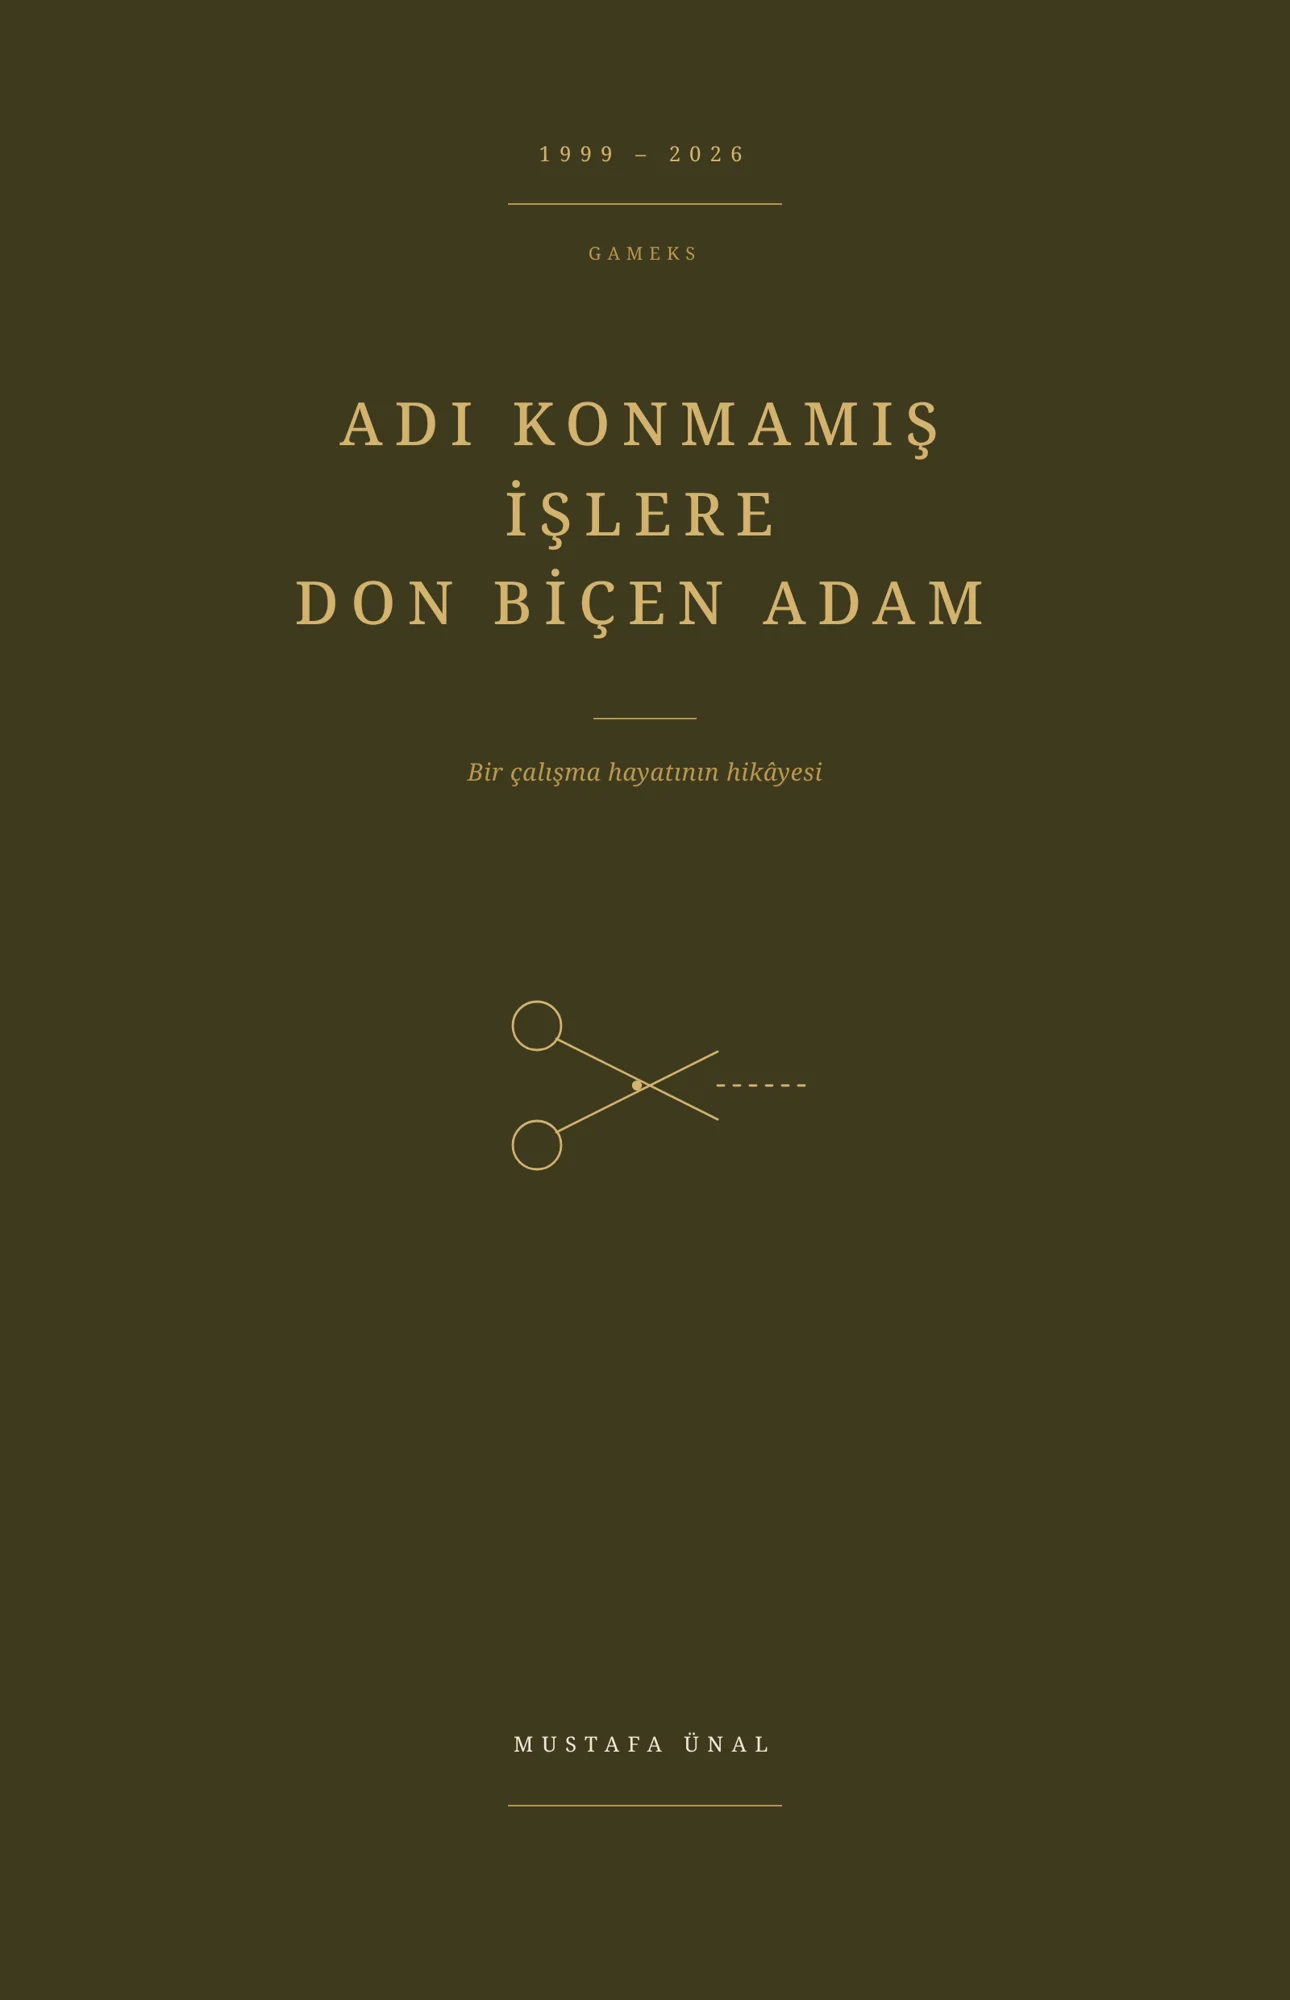 1999 – 2026
GAMEKS
ADI KONMAMIŞ
İŞLERE
DON BİÇEN ADAM
Bir çalışma hayatının hikâyesi
MUSTAFA ÜNAL